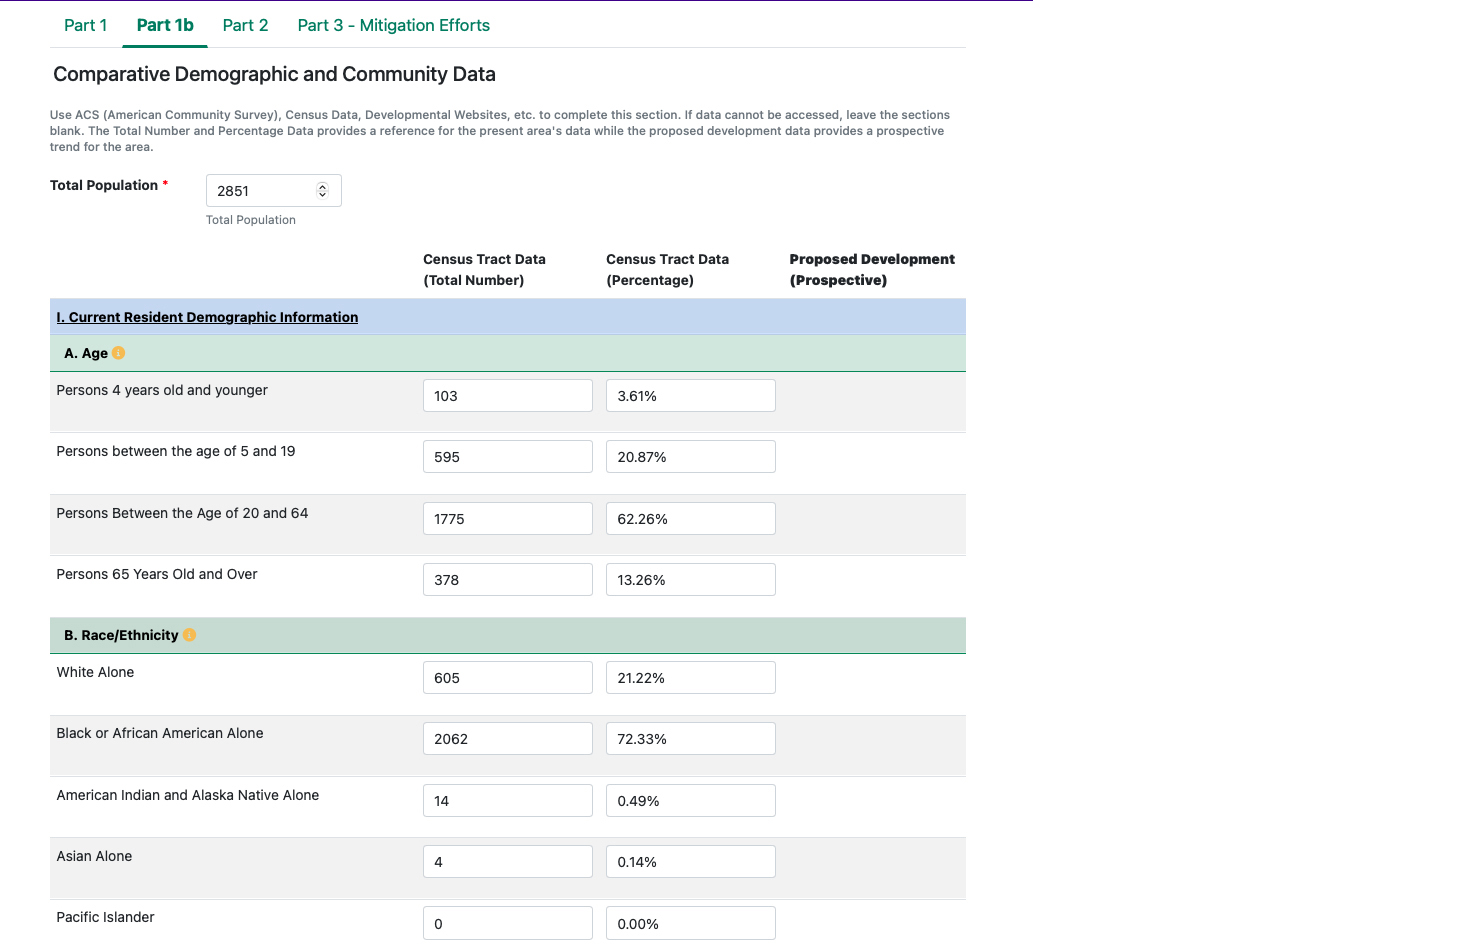 Part 1 Part 1b Part 2 Part 3 - Mitigation Efforts
Comparative Demographic and Community Data
Use ACS (American Community Survey), Census Data, Developmental Websites, etc. to complete this section. If data cannot be accessed, leave the sections
blank. The Total Number and Percentage Data provides a reference for the present area's data while the proposed development data provides a prospective
trend for the area.
Total Population * 2851
Total Population
Census Tract Data Census Tract Data Proposed Development
(Total Number) (Percentage) (Prospective)
I. Current Resident Demographic Information
A. Age
Persons 4 years old and younger 103 3.61%
Persons between the age of 5 and 19 595 20.87%
Persons Between the Age of 20 and 64 1775 62.26%
Persons 65 Years Old and Over 378 13.26%
B. Race/Ethnicity
White Alone 605 21.22%
Black or African American Alone 2062 72.33%
American Indian and Alaska Native Alone 14 0.49%
Asian Alone 4 0.14%
Pacific Islander 0 0.00%